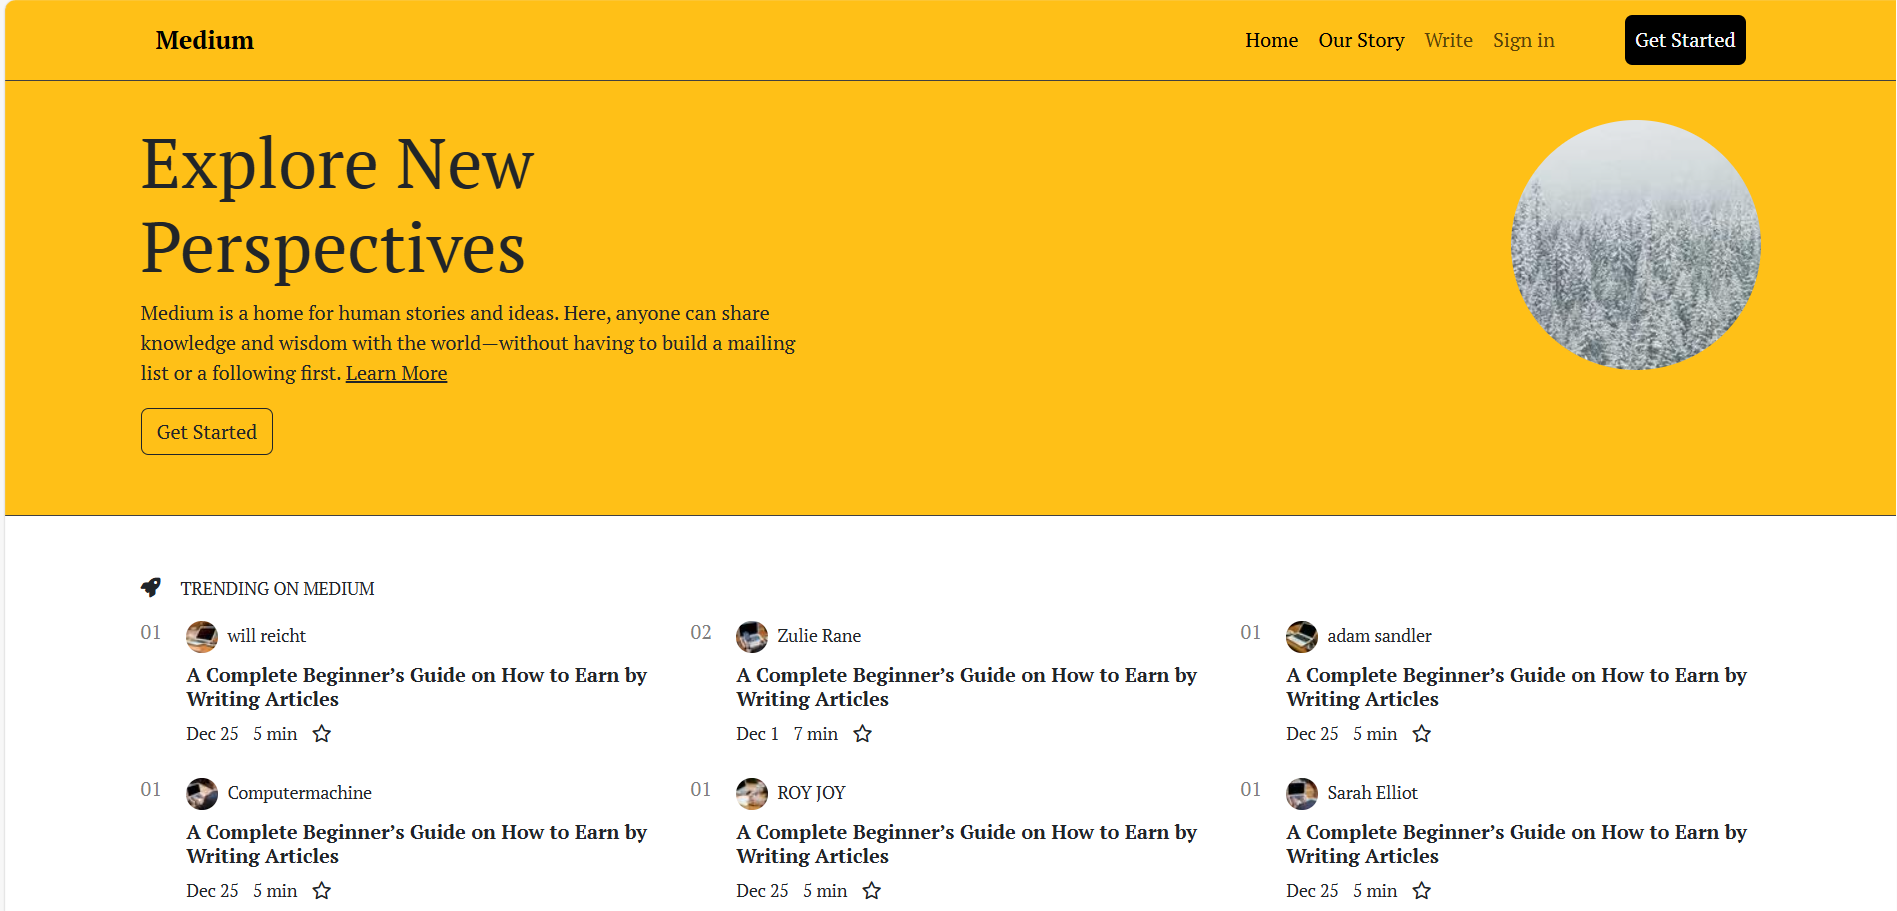 Medium
Home Our Story Write Sign in Get Started
Explore New
Perspectives
Medium is a home for human stories and ideas. Here, anyone can share
knowledge and wisdom with the world—without having to build a mailing
list or a following first. Learn More
Get Started
TRENDING ON MEDIUM
01 will reicht
A Complete Beginner’s Guide on How to Earn by
Writing Articles
Dec 25 5 min
02 Zulie Rane
A Complete Beginner’s Guide on How to Earn by
Writing Articles
Dec 1 7 min
01 adam sandler
A Complete Beginner’s Guide on How to Earn by
Writing Articles
Dec 25 5 min
01 Computermachine
A Complete Beginner’s Guide on How to Earn by
Writing Articles
Dec 25 5 min
01 ROY JOY
A Complete Beginner’s Guide on How to Earn by
Writing Articles
Dec 25 5 min
01 Sarah Elliot
A Complete Beginner’s Guide on How to Earn by
Writing Articles
Dec 25 5 min